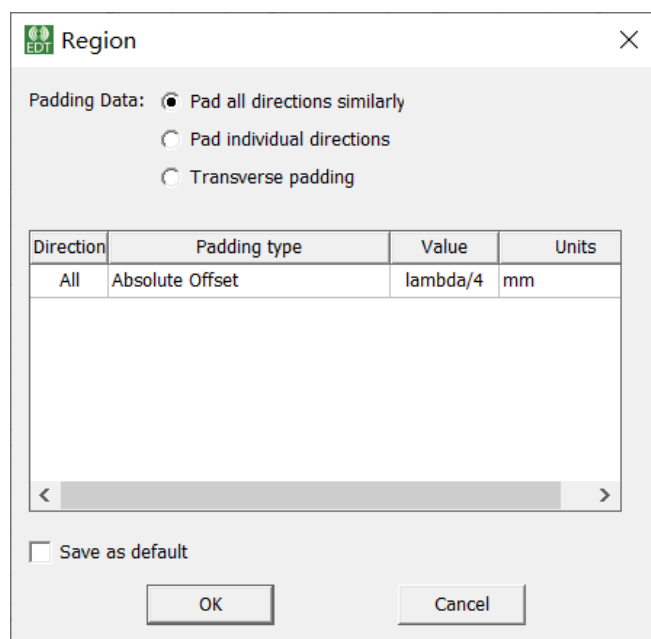 EDT Region
Padding Data: Pad all directions similarly
Pad individual directions
Transverse padding
Direction Padding type Value Units
All Absolute Offset lambda/4 mm
Save as default
OK Cancel